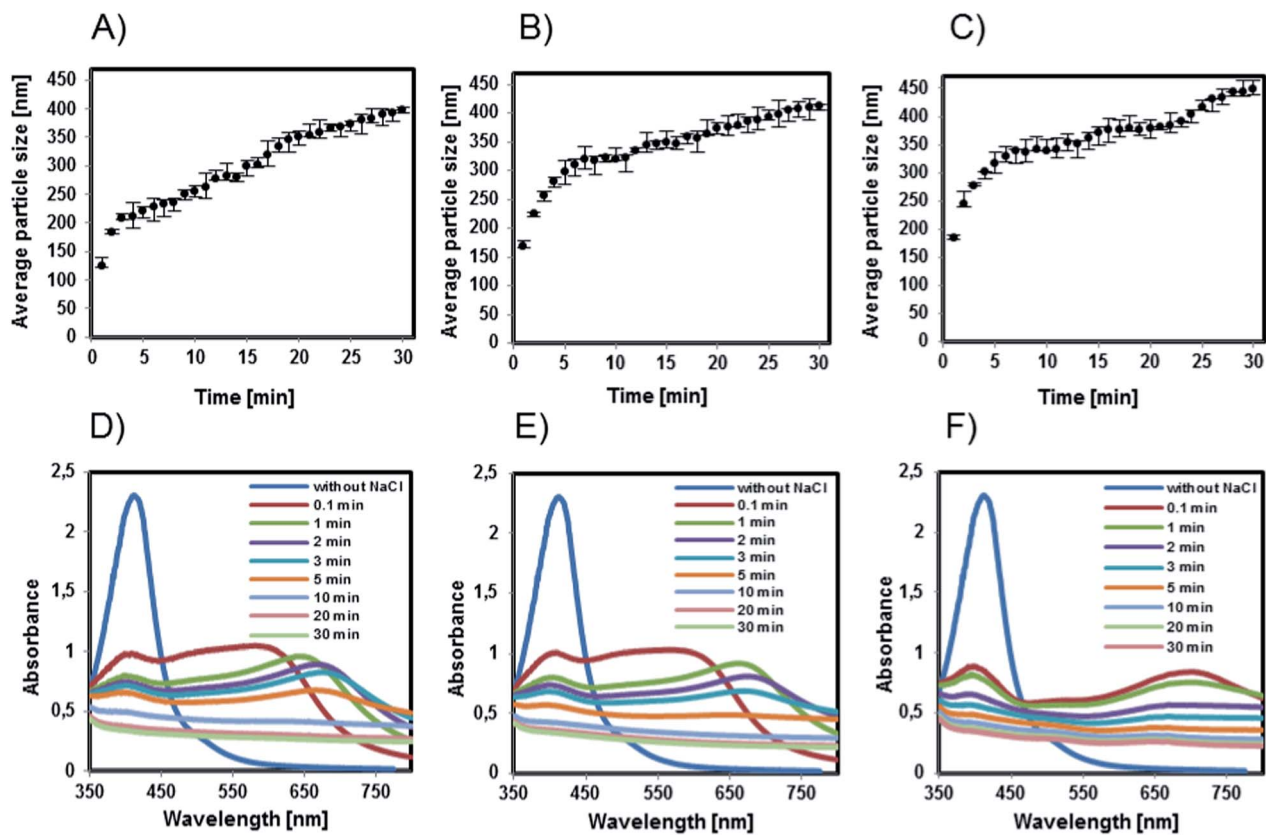 A)
B)
C)
Average particle size [nm]
450
400
350
300
250
200
150
100
50
0
0 5 10 15 20 25 30
Time [min]
Average particle size [nm]
450
400
350
300
250
200
150
100
50
0
0 5 10 15 20 25 30
Time [min]
Average particle size [nm]
450
400
350
300
250
200
150
100
50
0
0 5 10 15 20 25 30
Time [min]
D)
E)
F)
Absorbance
2,5
2
1,5
1
0,5
0
350 450 550 650 750
Wavelength [nm]
without NaCl
0.1 min
1 min
2 min
3 min
5 min
10 min
20 min
30 min
Absorbance
2,5
2
1,5
1
0,5
0
350 450 550 650 750
Wavelength [nm]
without NaCl
0.1 min
1 min
2 min
3 min
5 min
10 min
20 min
30 min
Absorbance
2,5
2
1,5
1
0,5
0
350 450 550 650 750
Wavelength [nm]
without NaCl
0.1 min
1 min
2 min
3 min
5 min
10 min
20 min
30 min